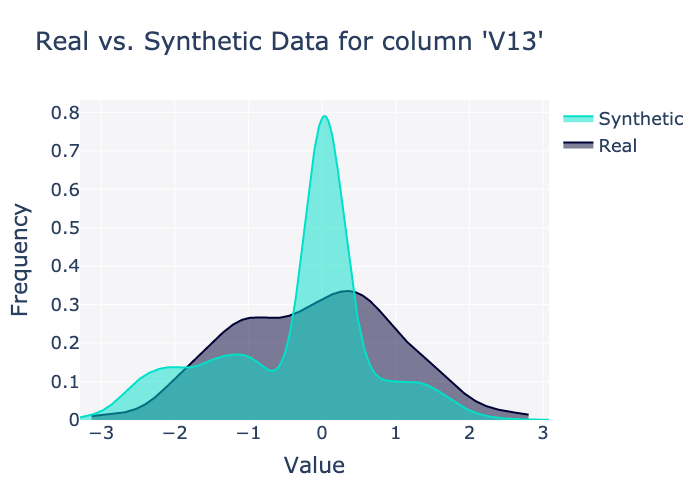 Real vs. Synthetic Data for column 'V13'
Synthetic
Real
0.8
0.7
0.6
0.5
0.4
0.3
0.2
0.1
0
Frequency
−3 −2 −1 0 1 2 3
Value